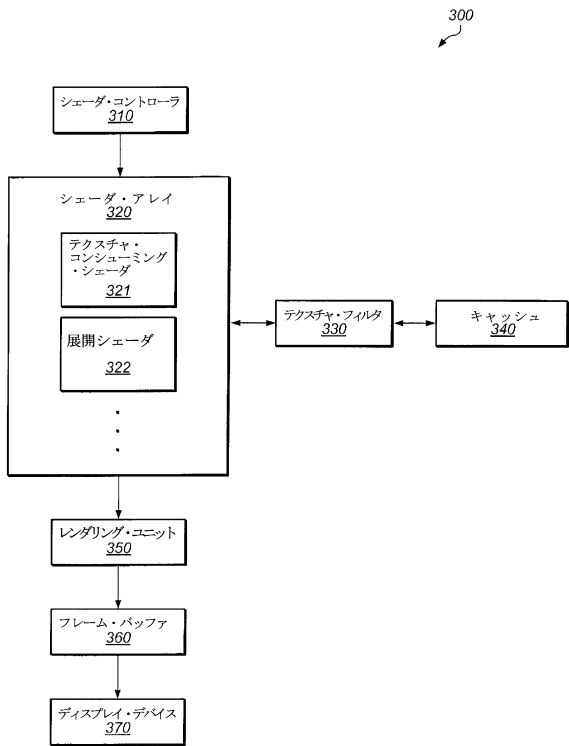 300
シェーダ・コントローラ
310
シェーダ・アレイ
320
テクスチャ・
コンシューミング
・シェーダ
321
展開シェーダ
322
テクスチャ・フィルタ
330
キャッシュ
340
レンダリング・ユニット
350
フレーム・バッファ
360
ディスプレイ・デバイス
370